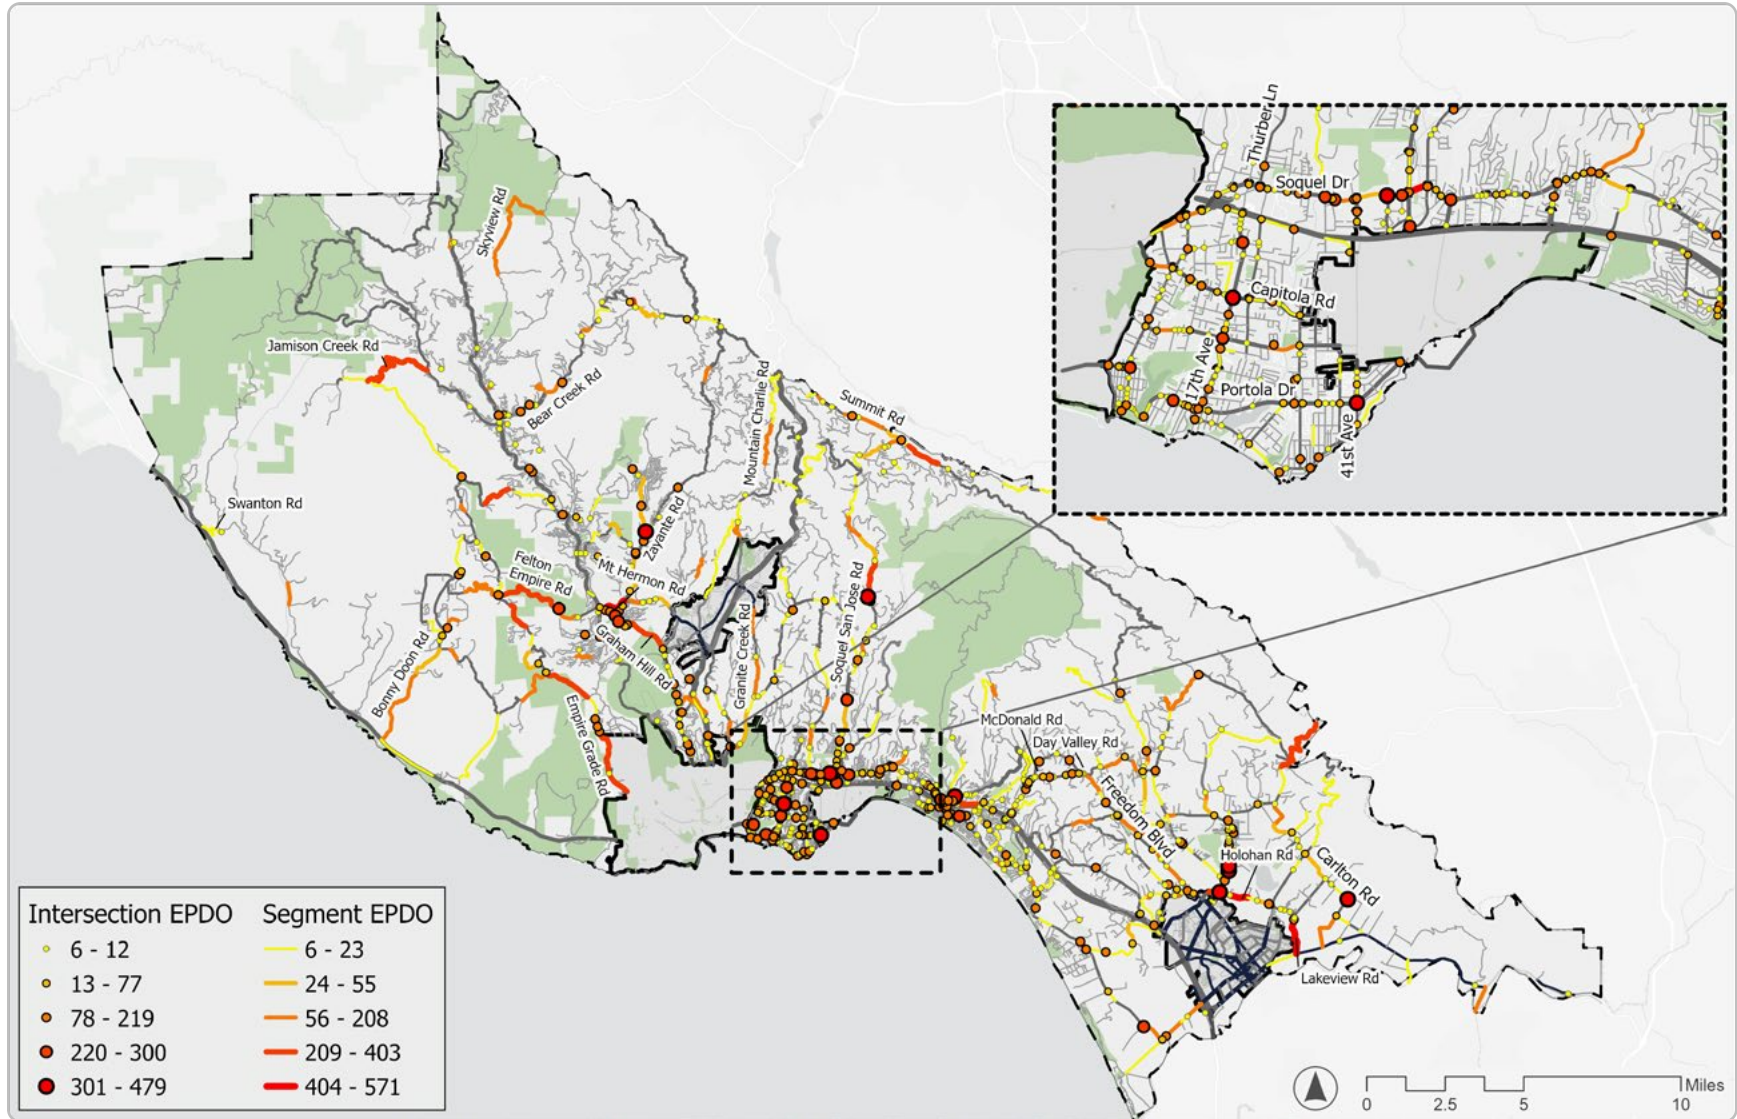 Thurber Ln
Soquel Dr
Capitola Rd
17th Ave
Portola Dr
41st Ave
Skyview Rd
Jamison Creek Rd
Bear Creek Rd
Mountain Charlie Rd
Summit Rd
Swanton Rd
Zayante Rd
Felton
Empire Rd
Mt Hermon Rd
Graham Hill Rd
Granite Creek Rd
Soquel San Jose Rd
Bonny Doon Rd
Empire Grade Rd
McDonald Rd
Day Valley Rd
Freedom Blvd
Holohan Rd
Carlton Rd
Lakeview Rd
Intersection EPDO
6 - 12
13 - 77
78 - 219
220 - 300
301 - 479
Segment EPDO
6 - 23
24 - 55
56 - 208
209 - 403
404 - 571
Miles
0 2.5 5 10